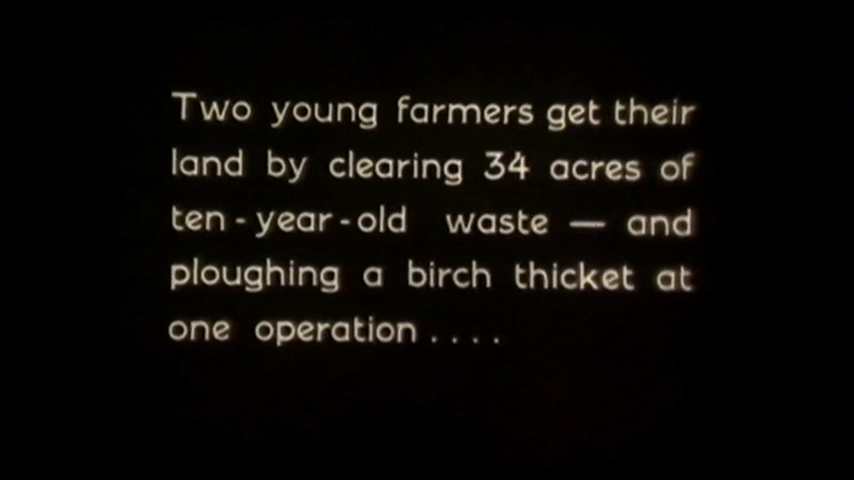 Two young farmers get their
land by clearing 34 acres of
ten-year-old waste — and
ploughing a birch thicket at
one operation....